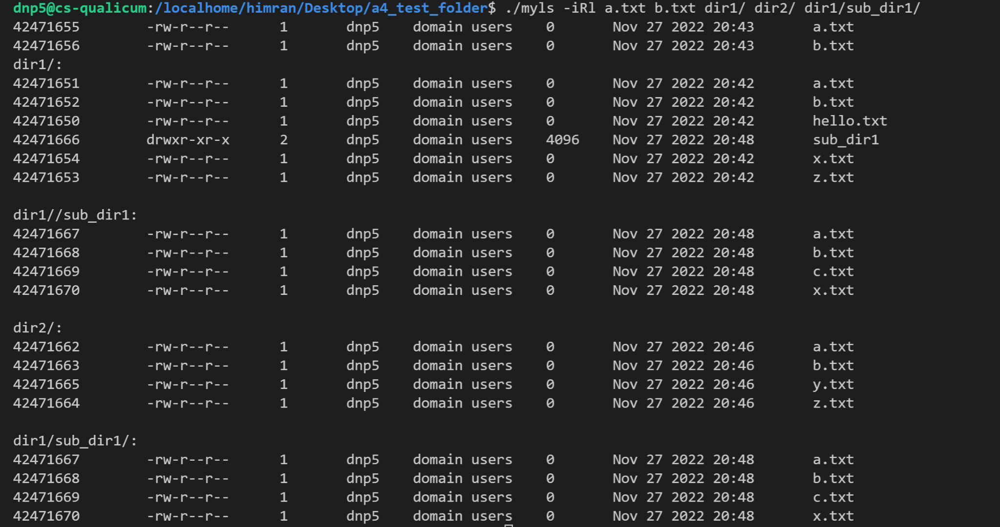 dnp5@cs-qualicum:/localhome/himran/Desktop/a4_test_folder$ ./myls -iRl a.txt b.txt dir1/ dir2/ dir1/sub_dir1/
42471655 -rw-r--r-- 1 dnp5 domain users 0 Nov 27 2022 20:43 a.txt
42471656 -rw-r--r-- 1 dnp5 domain users 0 Nov 27 2022 20:43 b.txt
dir1/:
42471651 -rw-r--r-- 1 dnp5 domain users 0 Nov 27 2022 20:42 a.txt
42471652 -rw-r--r-- 1 dnp5 domain users 0 Nov 27 2022 20:42 b.txt
42471650 -rw-r--r-- 1 dnp5 domain users 0 Nov 27 2022 20:42 hello.txt
42471666 drwxr-xr-x 2 dnp5 domain users 4096 Nov 27 2022 20:48 sub_dir1
42471654 -rw-r--r-- 1 dnp5 domain users 0 Nov 27 2022 20:42 x.txt
42471653 -rw-r--r-- 1 dnp5 domain users 0 Nov 27 2022 20:42 z.txt
dir1//sub_dir1:
42471667 -rw-r--r-- 1 dnp5 domain users 0 Nov 27 2022 20:48 a.txt
42471668 -rw-r--r-- 1 dnp5 domain users 0 Nov 27 2022 20:48 b.txt
42471669 -rw-r--r-- 1 dnp5 domain users 0 Nov 27 2022 20:48 c.txt
42471670 -rw-r--r-- 1 dnp5 domain users 0 Nov 27 2022 20:48 x.txt
dir2/:
42471662 -rw-r--r-- 1 dnp5 domain users 0 Nov 27 2022 20:46 a.txt
42471663 -rw-r--r-- 1 dnp5 domain users 0 Nov 27 2022 20:46 b.txt
42471665 -rw-r--r-- 1 dnp5 domain users 0 Nov 27 2022 20:46 y.txt
42471664 -rw-r--r-- 1 dnp5 domain users 0 Nov 27 2022 20:46 z.txt
dir1/sub_dir1/:
42471667 -rw-r--r-- 1 dnp5 domain users 0 Nov 27 2022 20:48 a.txt
42471668 -rw-r--r-- 1 dnp5 domain users 0 Nov 27 2022 20:48 b.txt
42471669 -rw-r--r-- 1 dnp5 domain users 0 Nov 27 2022 20:48 c.txt
42471670 -rw-r--r-- 1 dnp5 domain users 0 Nov 27 2022 20:48 x.txt